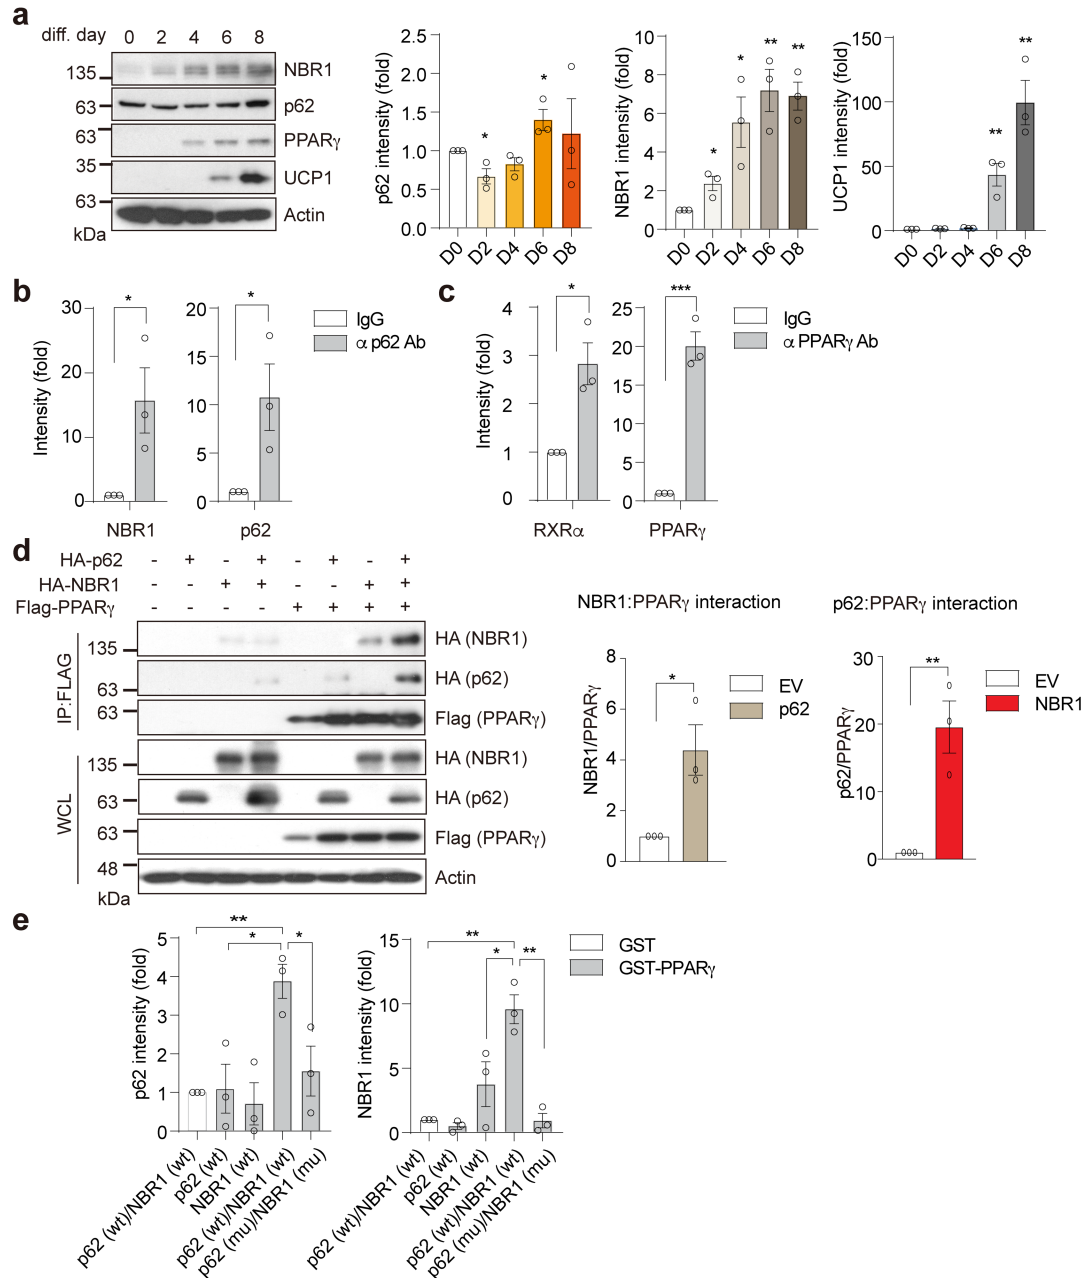 a
diff. day 0 2 4 6 8
135 NBR1
63 p62
63 PPARγ
35 UCP1
63 Actin
kDa
p62 intensity (fold)
2.5
2.0
1.5
1.0
0.5
0.0
* *
D0 D2 D4 D6 D8
NBR1 intensity (fold)
10
8
6
4
2
0
* * ** **
D0 D2 D4 D6 D8
UCP1 intensity (fold)
150
100
50
0
** **
D0 D2 D4 D6 D8
b
Intensity (fold)
30
20
10
0
*
NBR1
20
15
10
5
0
*
p62
IgG
α p62 Ab
c
Intensity (fold)
4
3
2
1
0
*
RXRα
25
20
15
10
5
0
***
PPARγ
IgG
α PPARγ Ab
d
HA-p62 - + - + - + - +
HA-NBR1 - - + + - - + +
Flag-PPARγ - - - - + + + +
IP:FLAG
135 HA (NBR1)
63 HA (p62)
63 Flag (PPARγ)
WCL
135 HA (NBR1)
63 HA (p62)
63 Flag (PPARγ)
48 Actin
kDa
NBR1:PPARγ interaction
NBR1/PPARγ
8
6
4
2
0
*
EV
p62
p62:PPARγ interaction
p62/PPARγ
30
20
10
0
**
EV
NBR1
e
p62 intensity (fold)
5
4
3
2
1
0
**
* *
p62 (wt)/NBR1 (wt)
p62 (wt)
NBR1 (wt)
p62 (wt)/NBR1 (wt)
p62 (mu)/NBR1 (mu)
NBR1 intensity (fold)
15
10
5
0
**
* **
p62 (wt)/NBR1 (wt)
p62 (wt)
NBR1 (wt)
p62 (wt)/NBR1 (wt)
p62 (mu)/NBR1 (mu)
GST
GST-PPARγ